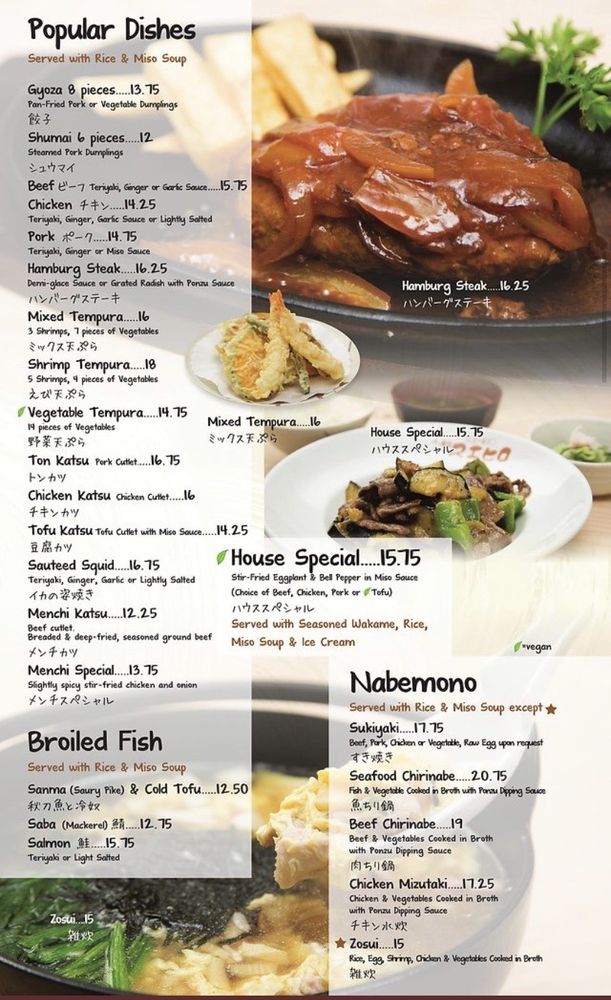 Popular Dishes
Served with Rice & Miso Soup
Gyoza 8 pieces.....13.75
Pan-Fried Pork or Vegetable Dumplings
餃子
Shumai 6 pieces.....12
Steamed Pork Dumplings
シュウマイ
Beef ビーフ Teriyaki, Ginger or Garlic Sauce.....15.75
Chicken チキン.....14.25
Teriyaki, Ginger, Garlic Sauce or Lightly Salted
Pork ポーク.....14.75
Teriyaki, Ginger or Miso Sauce
Hamburg Steak.....16.25
Demi-glace Sauce or Grated Radish with Ponzu Sauce
ハンバーグステーキ
Mixed Tempura.....16
3 Shrimps, 7 pieces of Vegetables
ミックス天ぷら
Shrimp Tempura.....18
5 Shrimps, 4 pieces of Vegetables
えび天ぷら
Vegetable Tempura.....14.75
14 pieces of Vegetables
野菜天ぷら
Ton Katsu Pork Cutlet.....16.75
トンカツ
Chicken Katsu Chicken Cutlet.....16
チキンカツ
Tofu Katsu Tofu Cutlet with Miso Sauce.....14.25
豆腐カツ
Sauteed Squid.....16.75
Teriyaki, Ginger, Garlic or Lightly Salted
イカの姿焼き
Menchi Katsu.....12.25
Beef cutlet.
Breaded & deep-fried, seasoned ground beef
メンチカツ
Menchi Special.....13.75
Slightly spicy stir-fried chicken and onion
メンチスペシャル
Hamburg Steak.....16.25
ハンバーグステーキ
Mixed Tempura.....16
ミックス天ぷら
House Special.....15.75
ハウススペシャル
House Special.....15.75
Stir-Fried Eggplant & Bell Pepper in Miso Sauce
(Choice of Beef, Chicken, Pork or Tofu)
ハウススペシャル
Served with Seasoned Wakame, Rice,
Miso Soup & Ice Cream
=vegan
Broiled Fish
Served with Rice & Miso Soup
Sanma (Saury Pike) & Cold Tofu.....12.50
秋刀魚と冷奴
Saba (Mackerel) 鯖.....12.75
Salmon 鮭.....15.75
Teriyaki or Light Salted
Zosui...15
雑炊
Nabemono
Served with Rice & Miso Soup except ★
Sukiyaki.....17.75
Beef, Pork, Chicken or Vegetable, Raw Egg upon request
すき焼き
Seafood Chirinabe.....20.75
Fish & Vegetable Cooked in Broth with Ponzu Dipping Sauce
魚ちり鍋
Beef Chirinabe.....19
Beef & Vegetables Cooked in Broth
with Ponzu Dipping Sauce
肉ちり鍋
Chicken Mizutaki.....17.25
Chicken & Vegetables Cooked in Broth
with Ponzu Dipping Sauce
チキン水炊
★ Zosui.....15
Rice, Egg, Shrimp, Chicken & Vegetables Cooked in Broth
雑炊